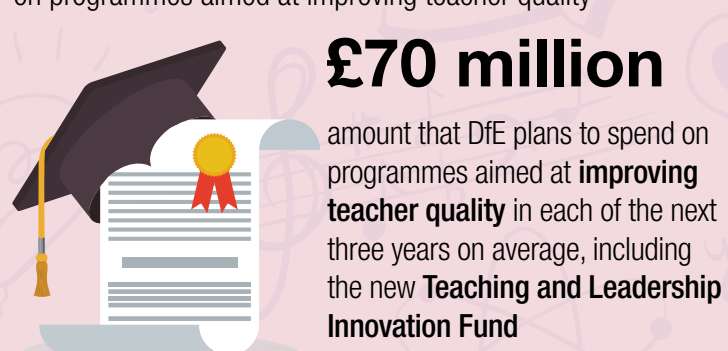 on programmes aimed at improving teacher quality
£70 million
amount that DfE plans to spend on
programmes aimed at improving
teacher quality in each of the next
three years on average, including
the new Teaching and Leadership
Innovation Fund